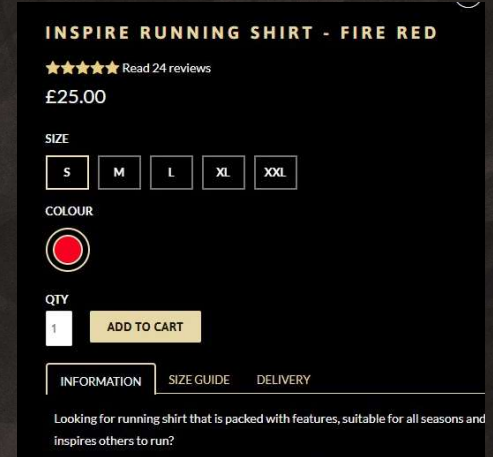 INSPIRE RUNNING SHIRT - FIRE RED
Read 24 reviews
£25.00
SIZE
S M L XL XXL
COLOUR
QTY
1 ADD TO CART
INFORMATION SIZE GUIDE DELIVERY
Looking for running shirt that is packed with features, suitable for all seasons and
inspires others to run?